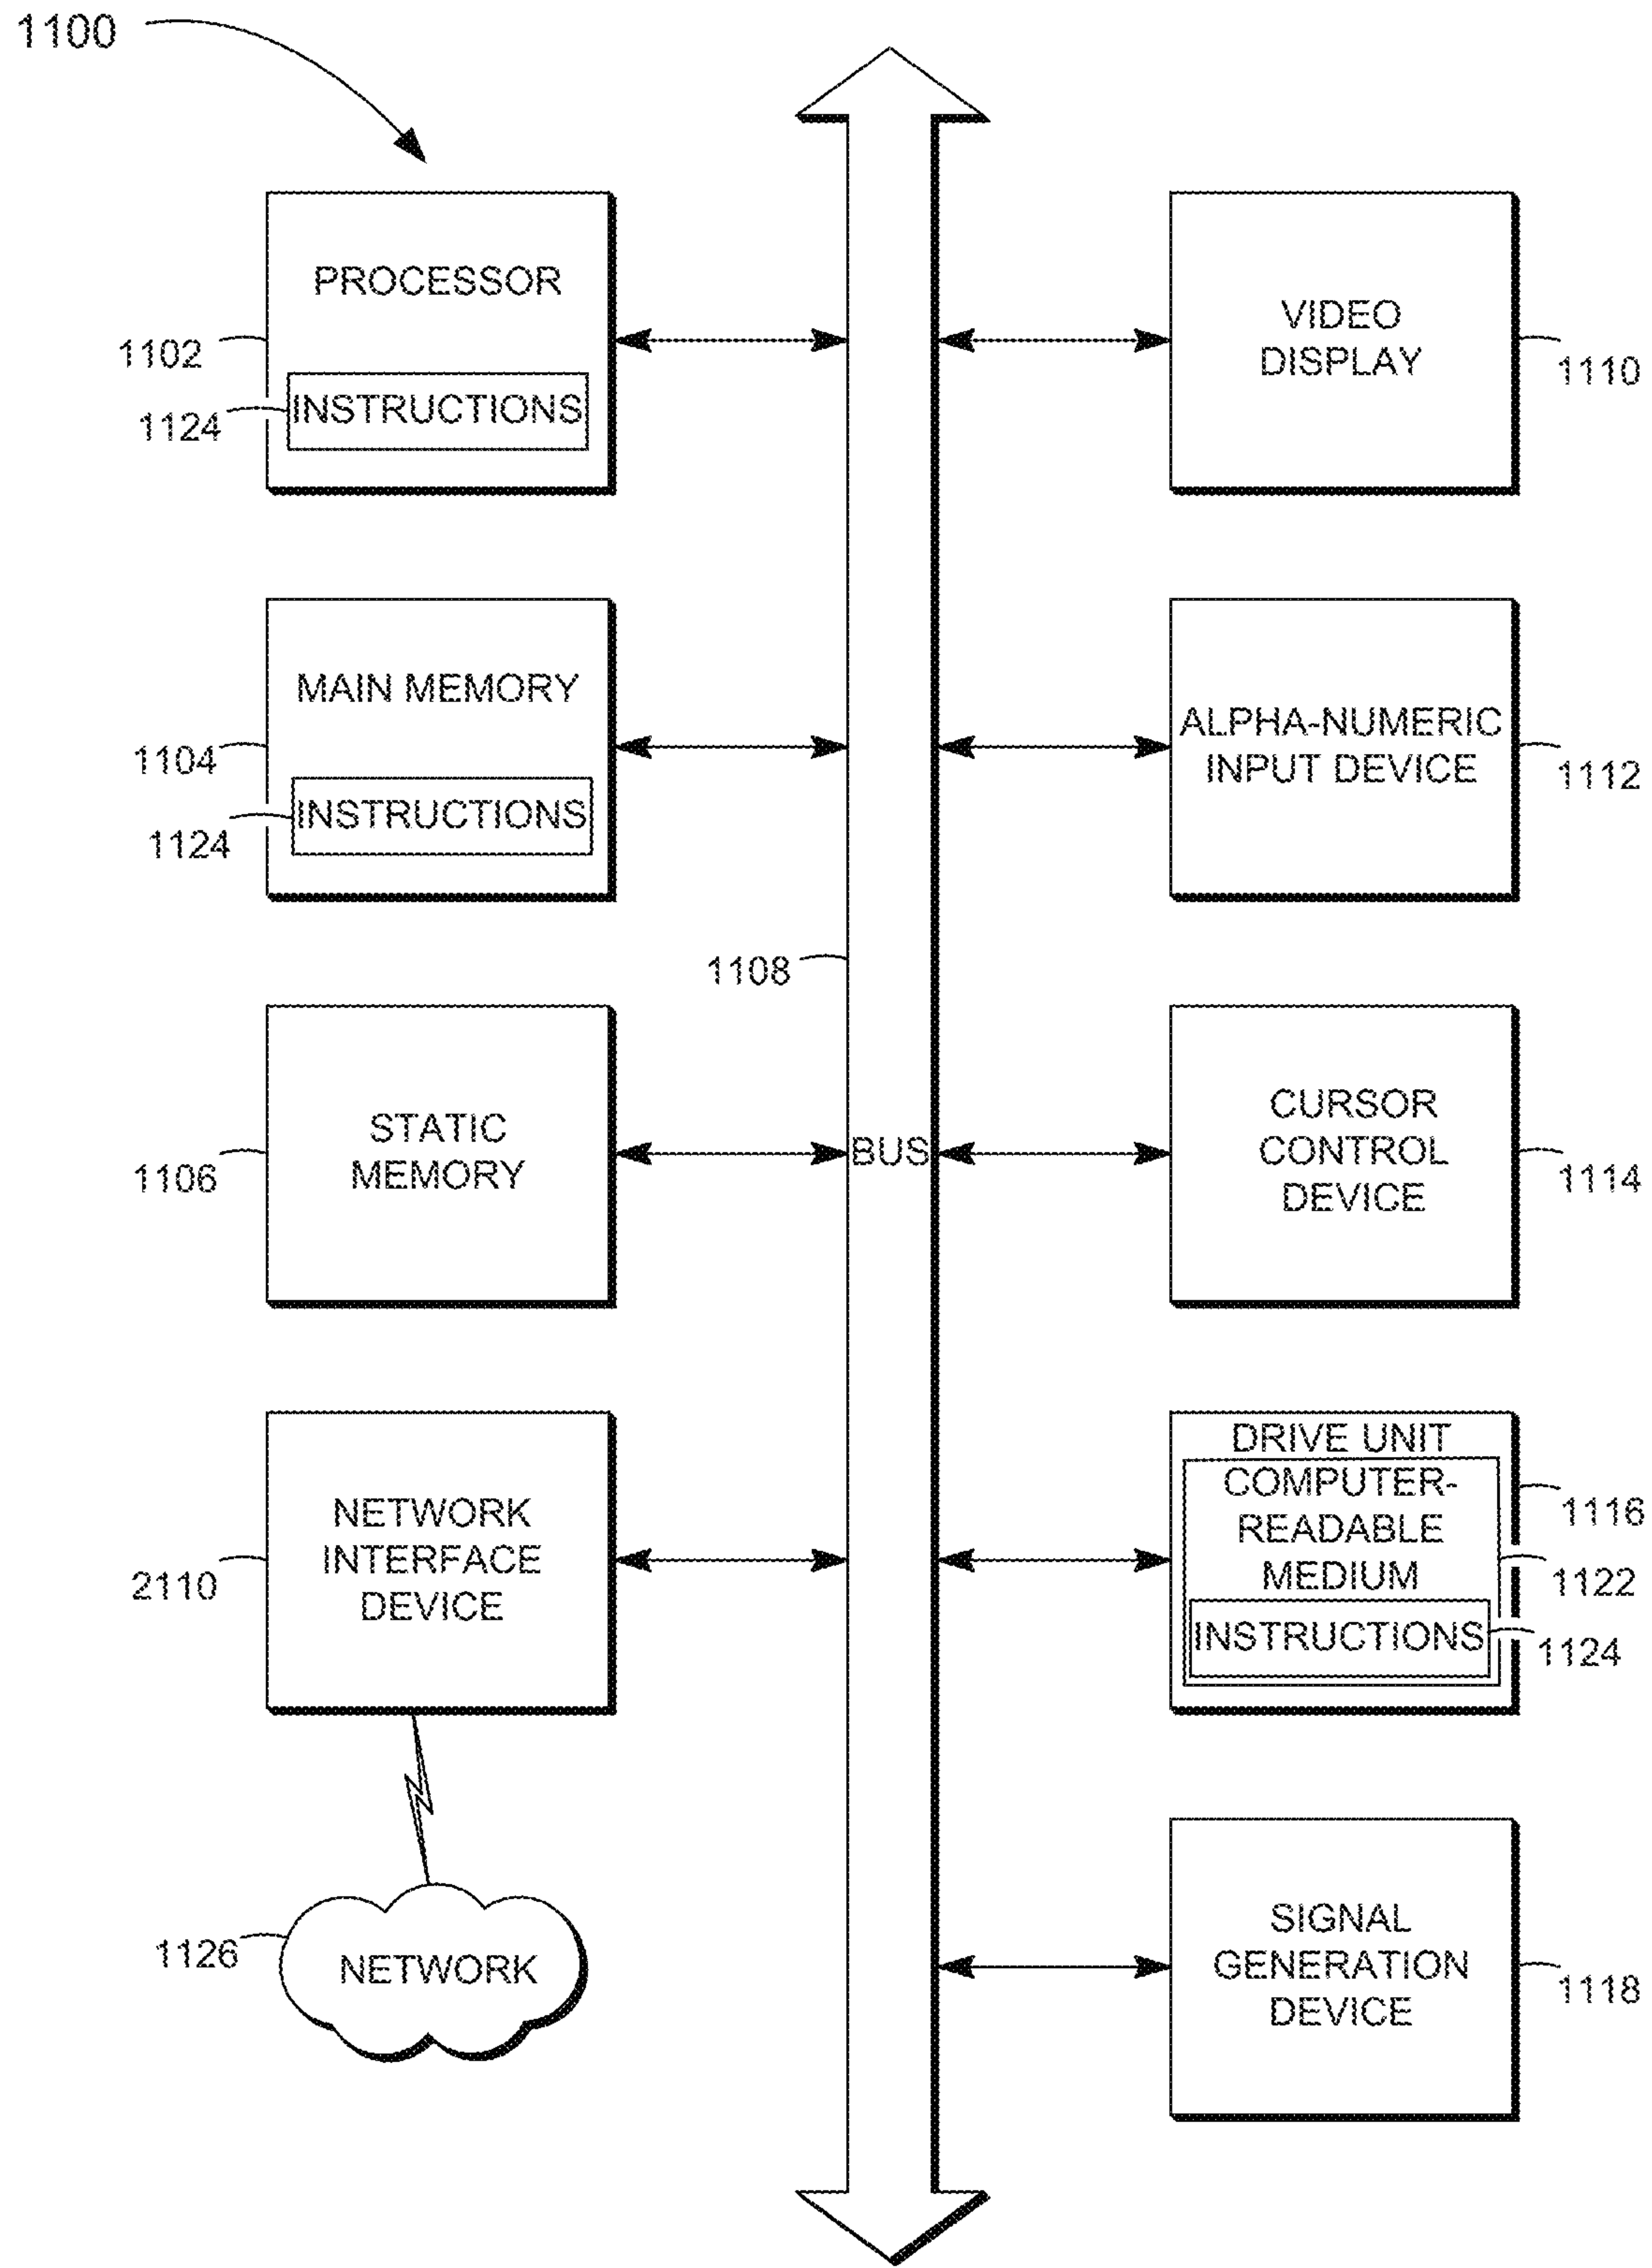 1100
PROCESSOR
1102
INSTRUCTIONS
1124
VIDEO
DISPLAY
1110
MAIN MEMORY
1104
INSTRUCTIONS
1124
ALPHA-NUMERIC
INPUT DEVICE
1112
1108
STATIC
MEMORY
1106
BUS
CURSOR
CONTROL
DEVICE
1114
NETWORK
INTERFACE
DEVICE
2110
DRIVE UNIT
COMPUTER-
READABLE
MEDIUM
1116
1122
INSTRUCTIONS
1124
1126
NETWORK
SIGNAL
GENERATION
DEVICE
1118